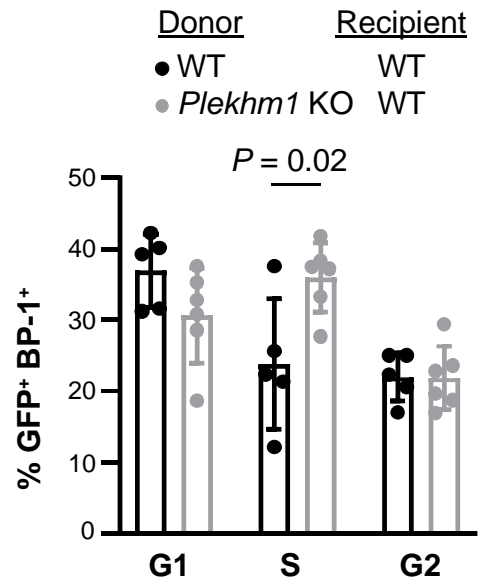 Donor Recipient
WT WT
Plekhm1 KO WT
P = 0.02
% GFP⁺ BP-1⁺
50
40
30
20
10
0
G1 S G2